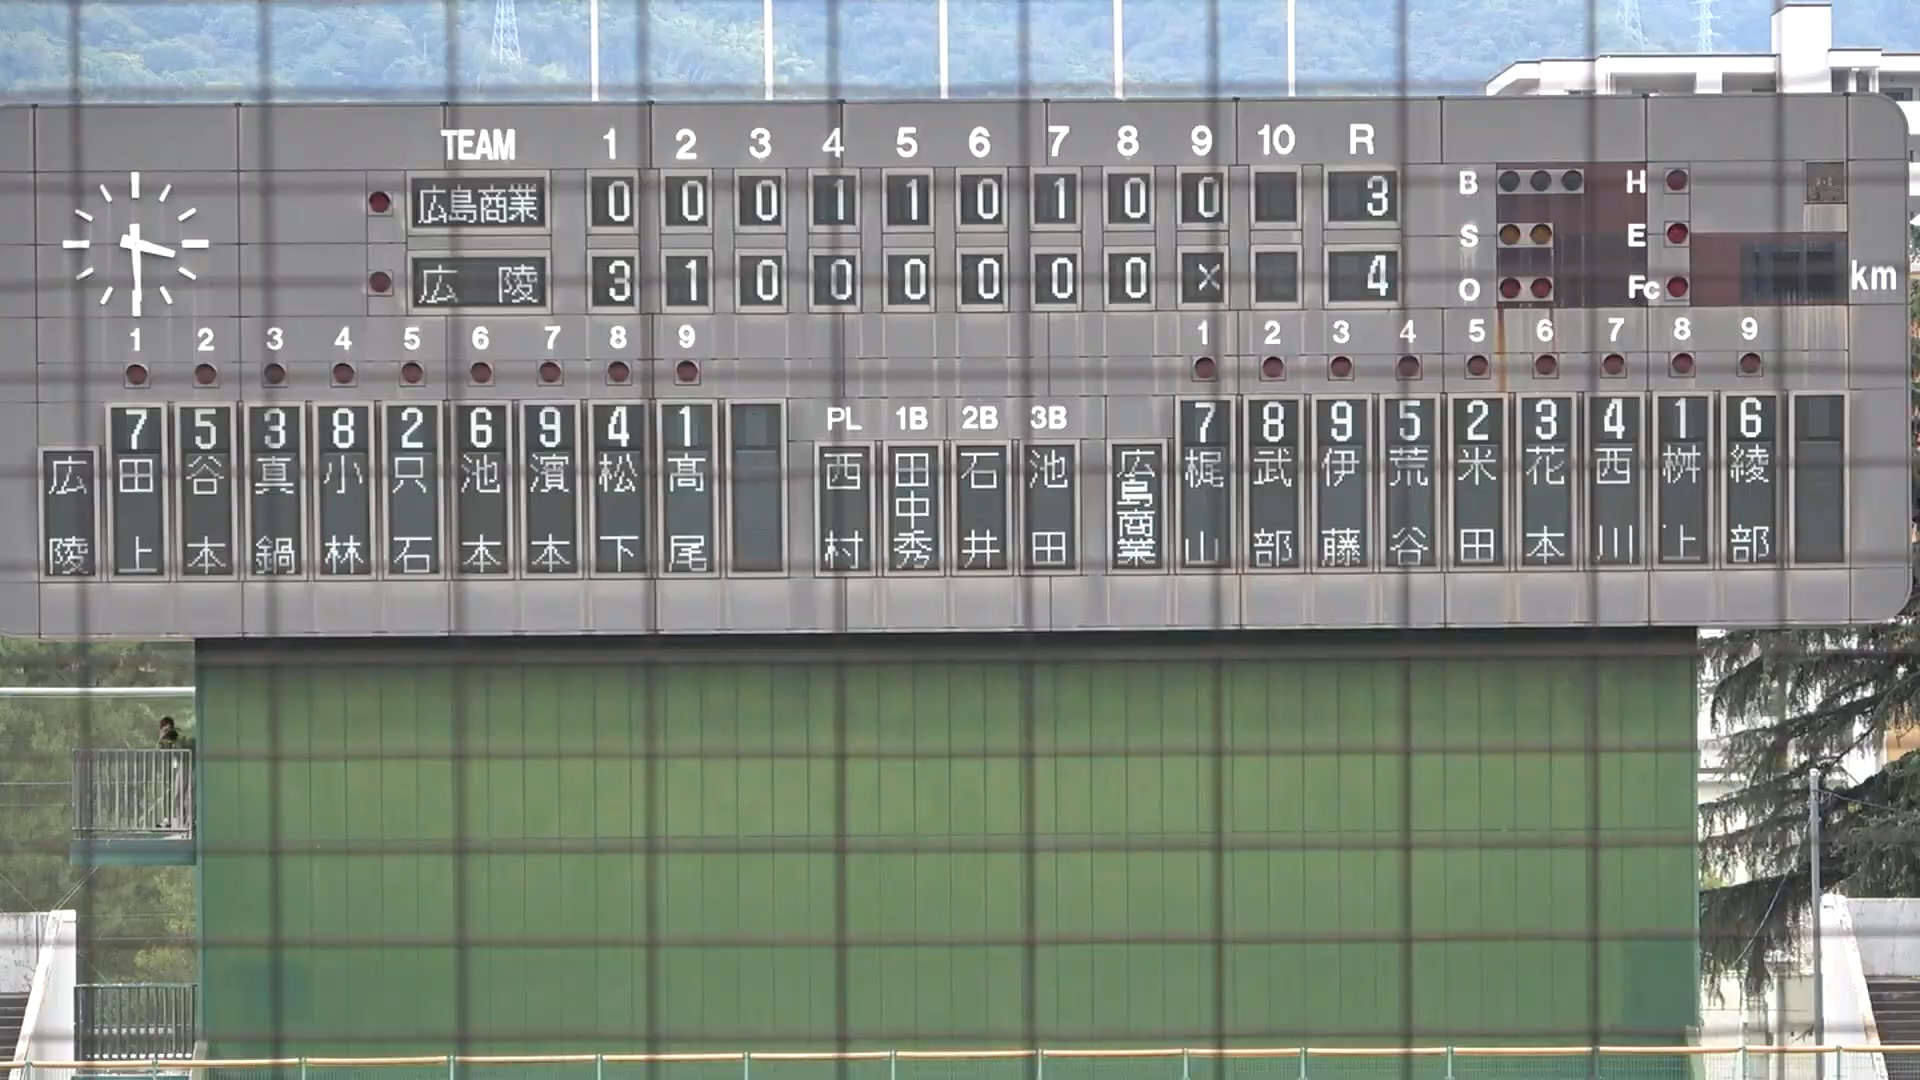 TEAM 1 2 3 4 5 6 7 8 9 10 R
広島商業 0 0 0 1 1 0 1 0 0 3
広陵 3 1 0 0 0 0 0 0 x 4
B H
S E
O Fc
km
1 2 3 4 5 6 7 8 9
7 5 3 8 2 6 9 4 1
広陵
田上
谷本
真鍋
小林
只石
池本
濱本
松下
髙尾
PL 1B 2B 3B
西村
田中秀
石井
池田
1 2 3 4 5 6 7 8 9
7 8 9 5 2 3 4 1 6
広島商業
梶山
武部
伊藤
荒谷
米田
花本
西川
桝上
綾部